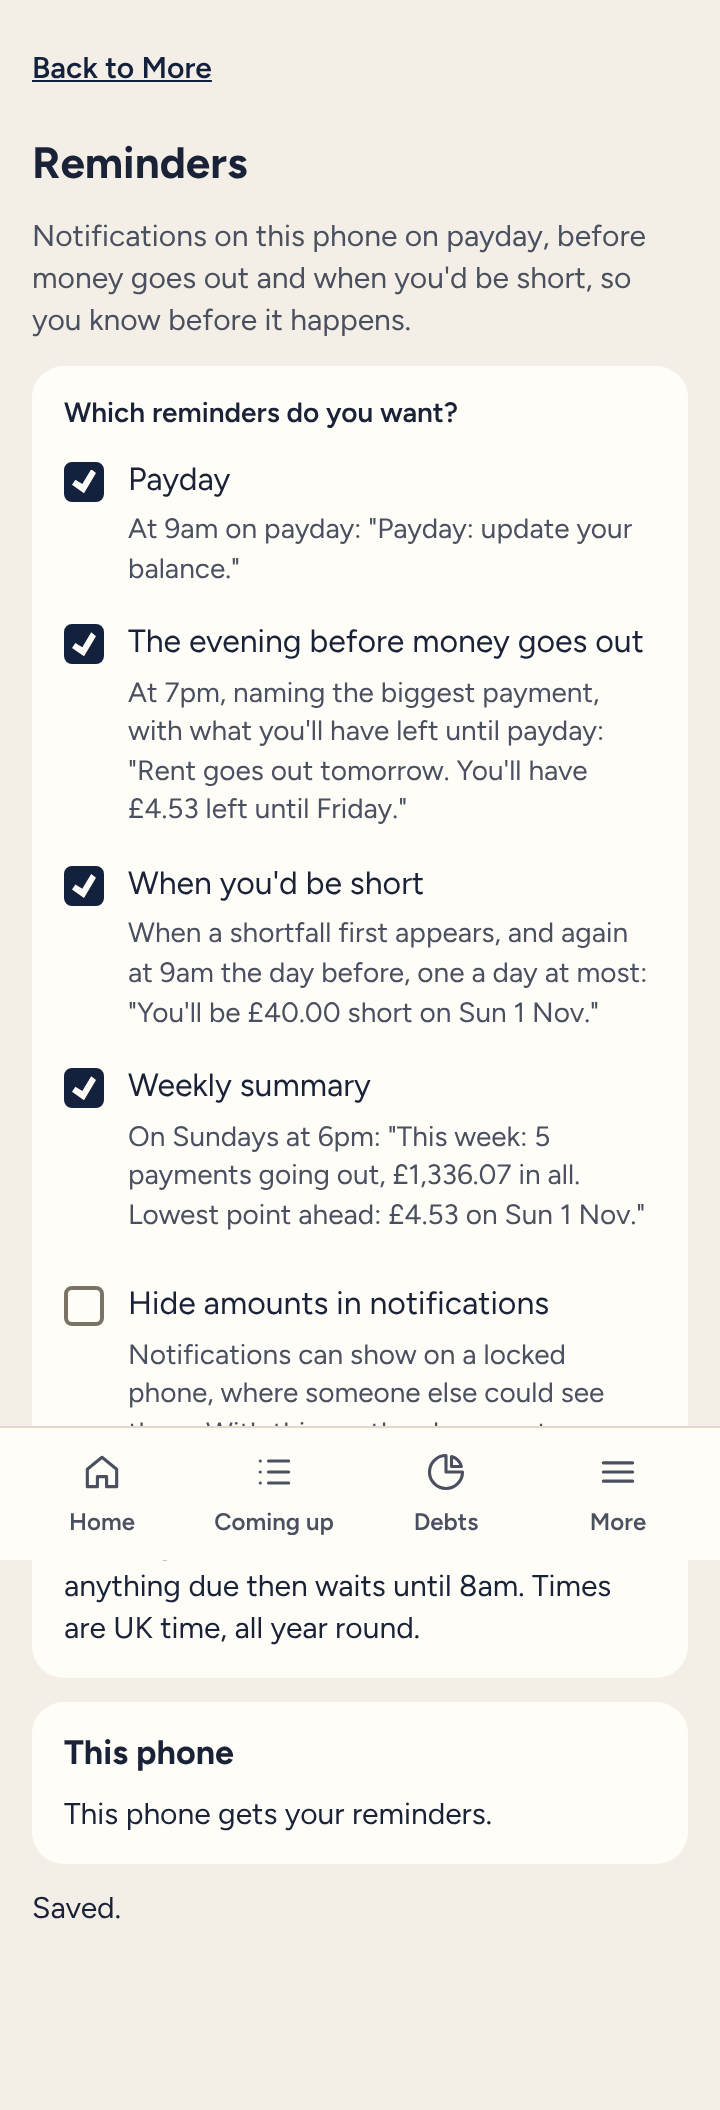 Back to More
Reminders
Notifications on this phone on payday, before
money goes out and when you'd be short, so
you know before it happens.
Which reminders do you want?
Payday
At 9am on payday: "Payday: update your
balance."
The evening before money goes out
At 7pm, naming the biggest payment,
with what you'll have left until payday:
"Rent goes out tomorrow. You'll have
£4.53 left until Friday."
When you'd be short
When a shortfall first appears, and again
at 9am the day before, one a day at most:
"You'll be £40.00 short on Sun 1 Nov."
Weekly summary
On Sundays at 6pm: "This week: 5
payments going out, £1,336.07 in all.
Lowest point ahead: £4.53 on Sun 1 Nov."
Hide amounts in notifications
Notifications can show on a locked
phone, where someone else could see
Home
Coming up
Debts
More
anything due then waits until 8am. Times
are UK time, all year round.
This phone
This phone gets your reminders.
Saved.